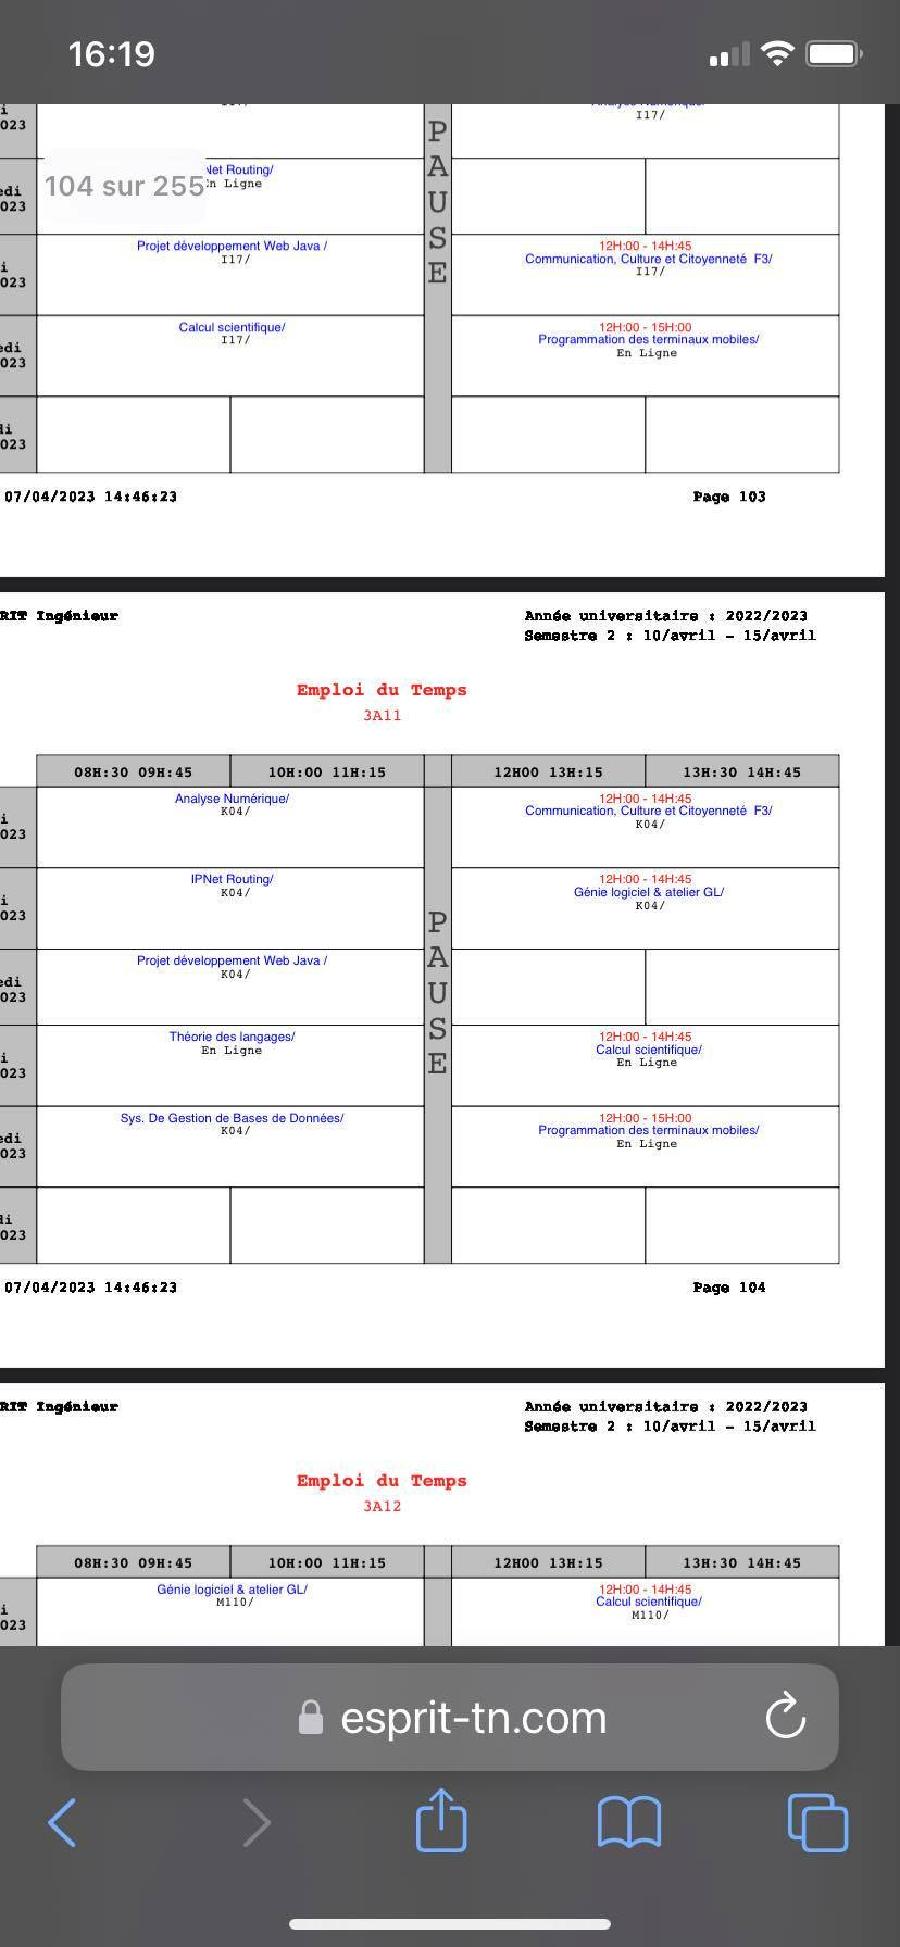 16:19
i
023
I17/
P
A
U
S
E
104 sur 255
Net Routing/
n Ligne
edi
023
Projet développement Web Java /
I17/
12H:00 - 14H:45
Communication, Culture et Citoyenneté F3/
I17/
i
023
Calcul scientifique/
I17/
12H:00 - 15H:00
Programmation des terminaux mobiles/
En Ligne
edi
023
di
023
07/04/2023 14:46:23
Page 103
RIT Ingénieur
Année universitaire : 2022/2023
Semestre 2 : 10/avril - 15/avril
Emploi du Temps
3A11
08H:30 09H:45
10H:00 11H:15
12H00 13H:15
13H:30 14H:45
i
023
Analyse Numérique/
K04/
12H:00 - 14H:45
Communication, Culture et Citoyenneté F3/
K04/
i
023
IPNet Routing/
K04/
12H:00 - 14H:45
Génie logiciel & atelier GL/
K04/
P
A
U
S
E
edi
023
Projet développement Web Java /
K04/
i
023
Théorie des langages/
En Ligne
12H:00 - 14H:45
Calcul scientifique/
En Ligne
edi
023
Sys. De Gestion de Bases de Données/
K04/
12H:00 - 15H:00
Programmation des terminaux mobiles/
En Ligne
di
023
07/04/2023 14:46:23
Page 104
RIT Ingénieur
Année universitaire : 2022/2023
Semestre 2 : 10/avril - 15/avril
Emploi du Temps
3A12
08H:30 09H:45
10H:00 11H:15
12H00 13H:15
13H:30 14H:45
i
023
Génie logiciel & atelier GL/
M110/
12H:00 - 14H:45
Calcul scientifique/
M110/
esprit-tn.com